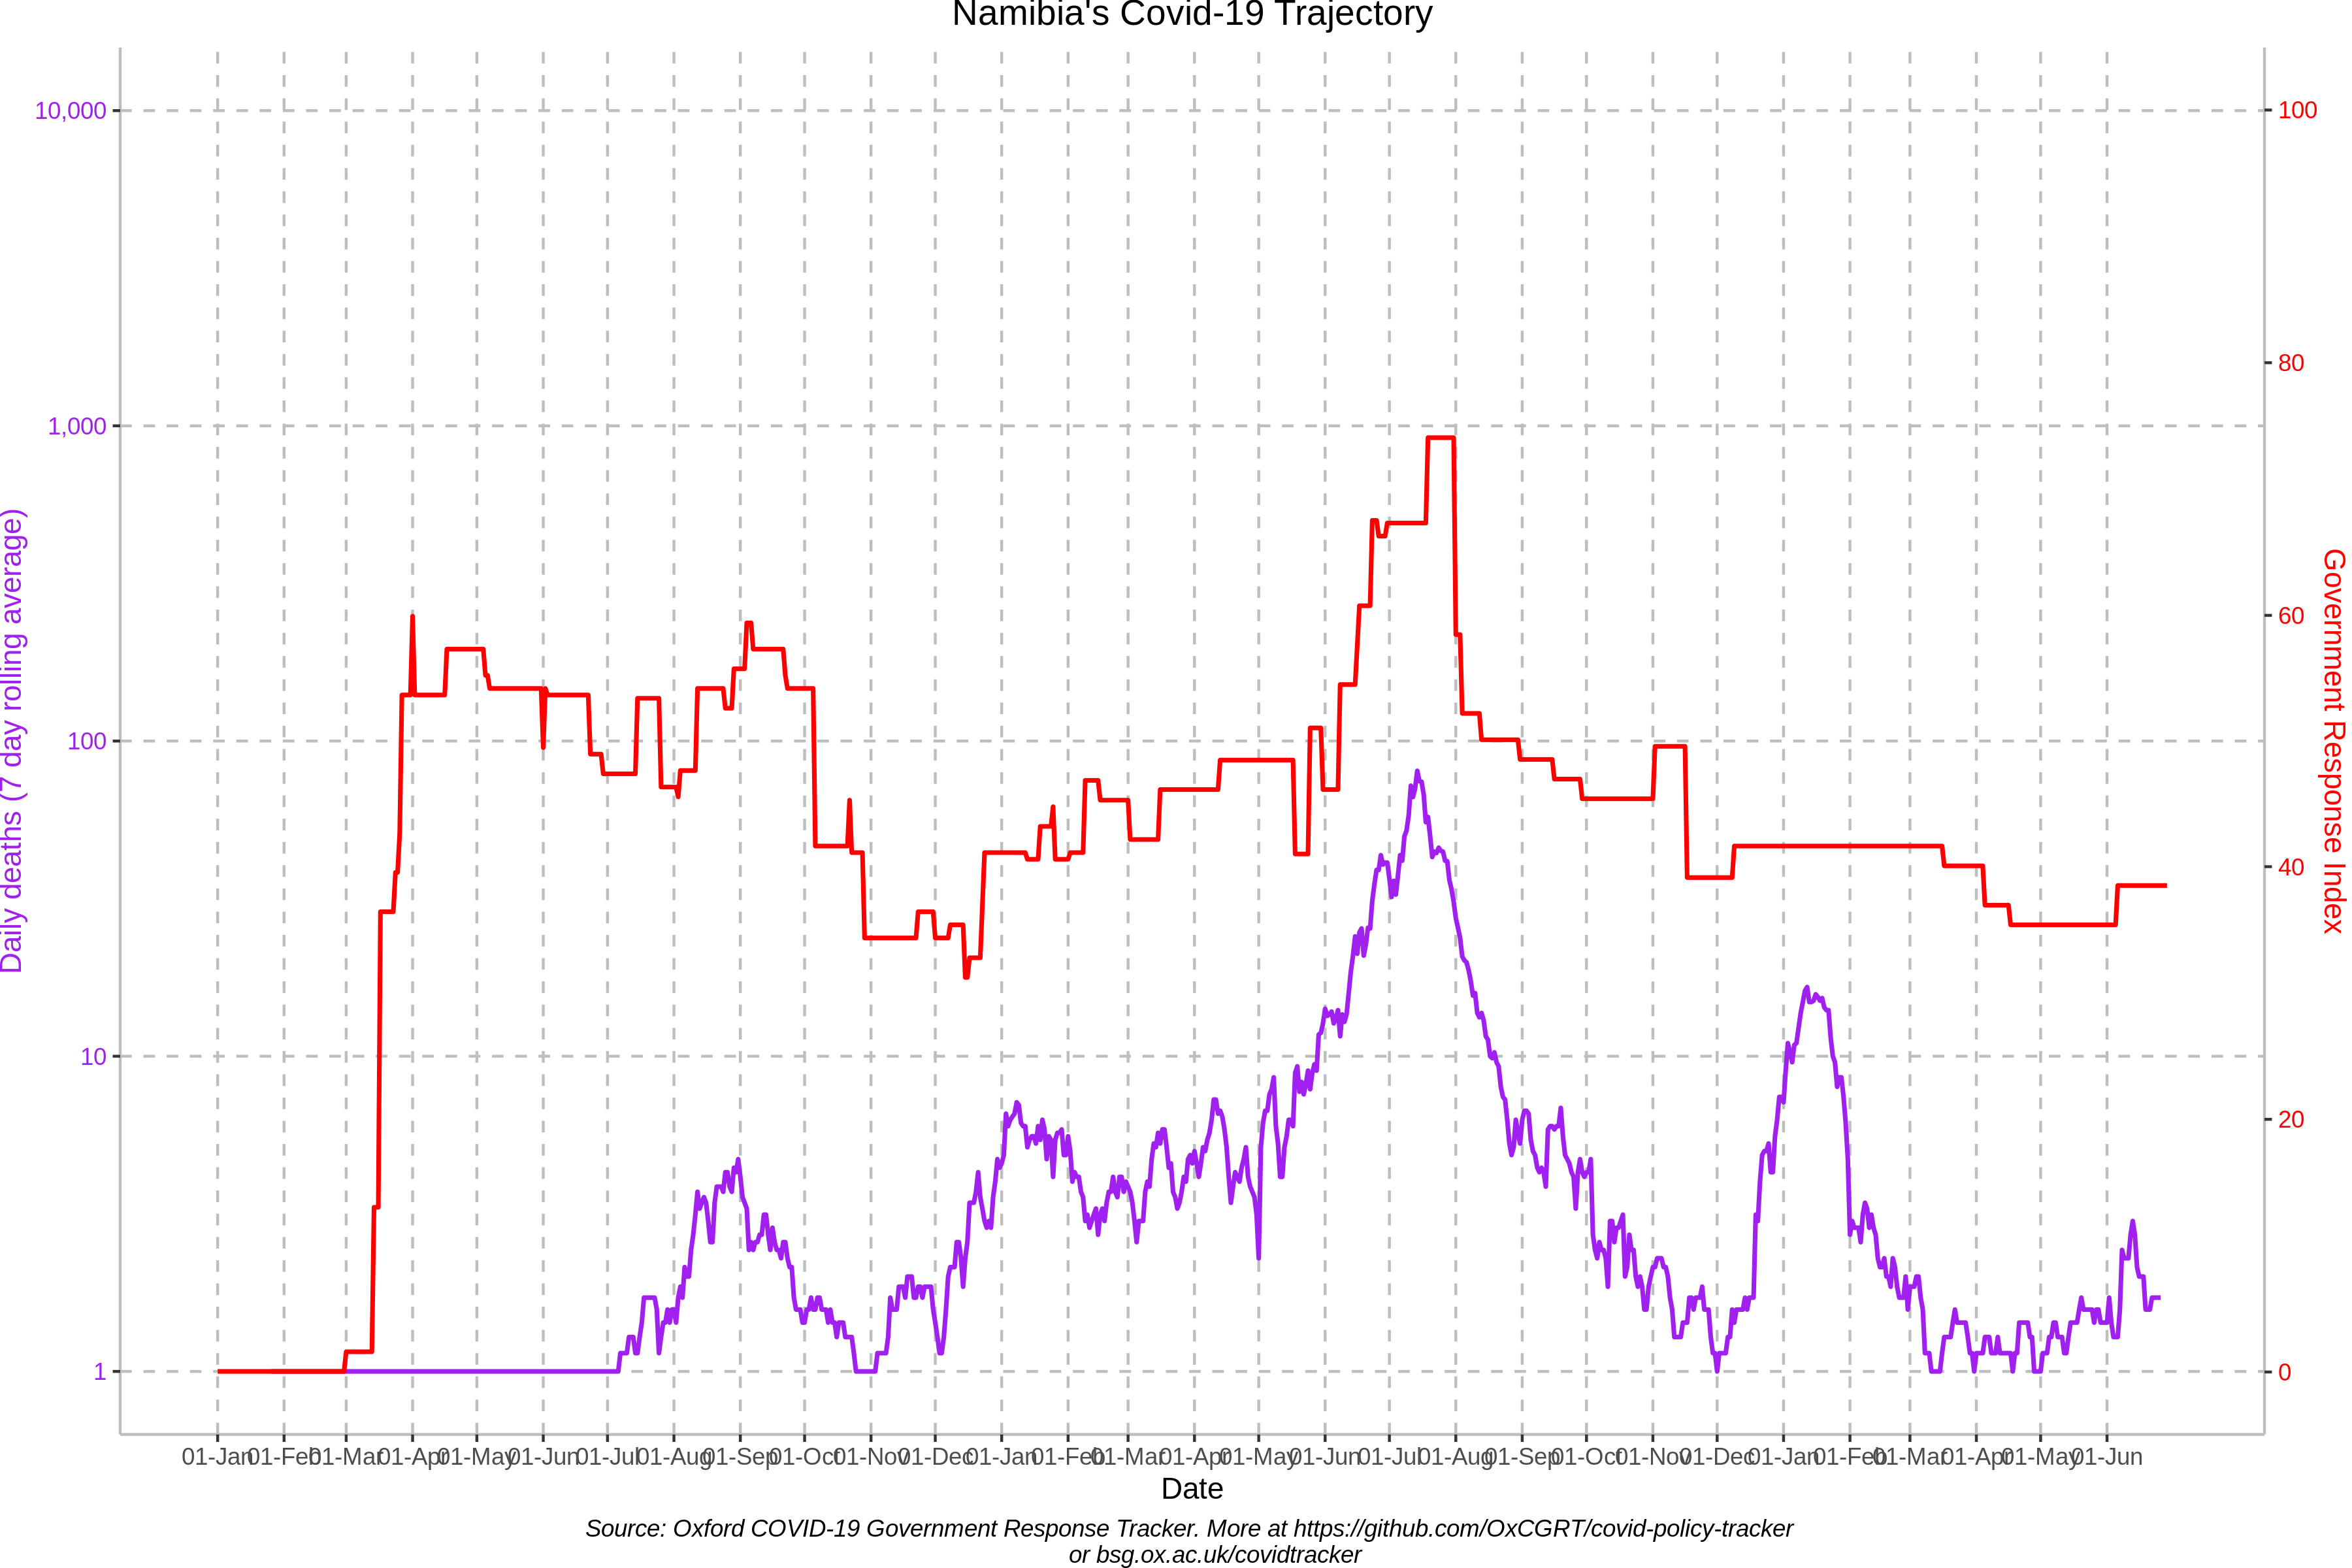 Namibia's Covid-19 Trajectory
10,000
1,000
100
10
1
Daily deaths (7 day rolling average)
100
80
60
40
20
0
Government Response Index
01-Jan 01-Feb 01-Mar 01-Apr 01-May 01-Jun 01-Jul 01-Aug 01-Sep 01-Oct 01-Nov 01-Dec 01-Jan 01-Feb 01-Mar 01-Apr 01-May 01-Jun 01-Jul 01-Aug 01-Sep 01-Oct 01-Nov 01-Dec 01-Jan 01-Feb 01-Mar 01-Apr 01-May 01-Jun
Date
Source: Oxford COVID-19 Government Response Tracker. More at https://github.com/OxCGRT/covid-policy-tracker
or bsg.ox.ac.uk/covidtracker